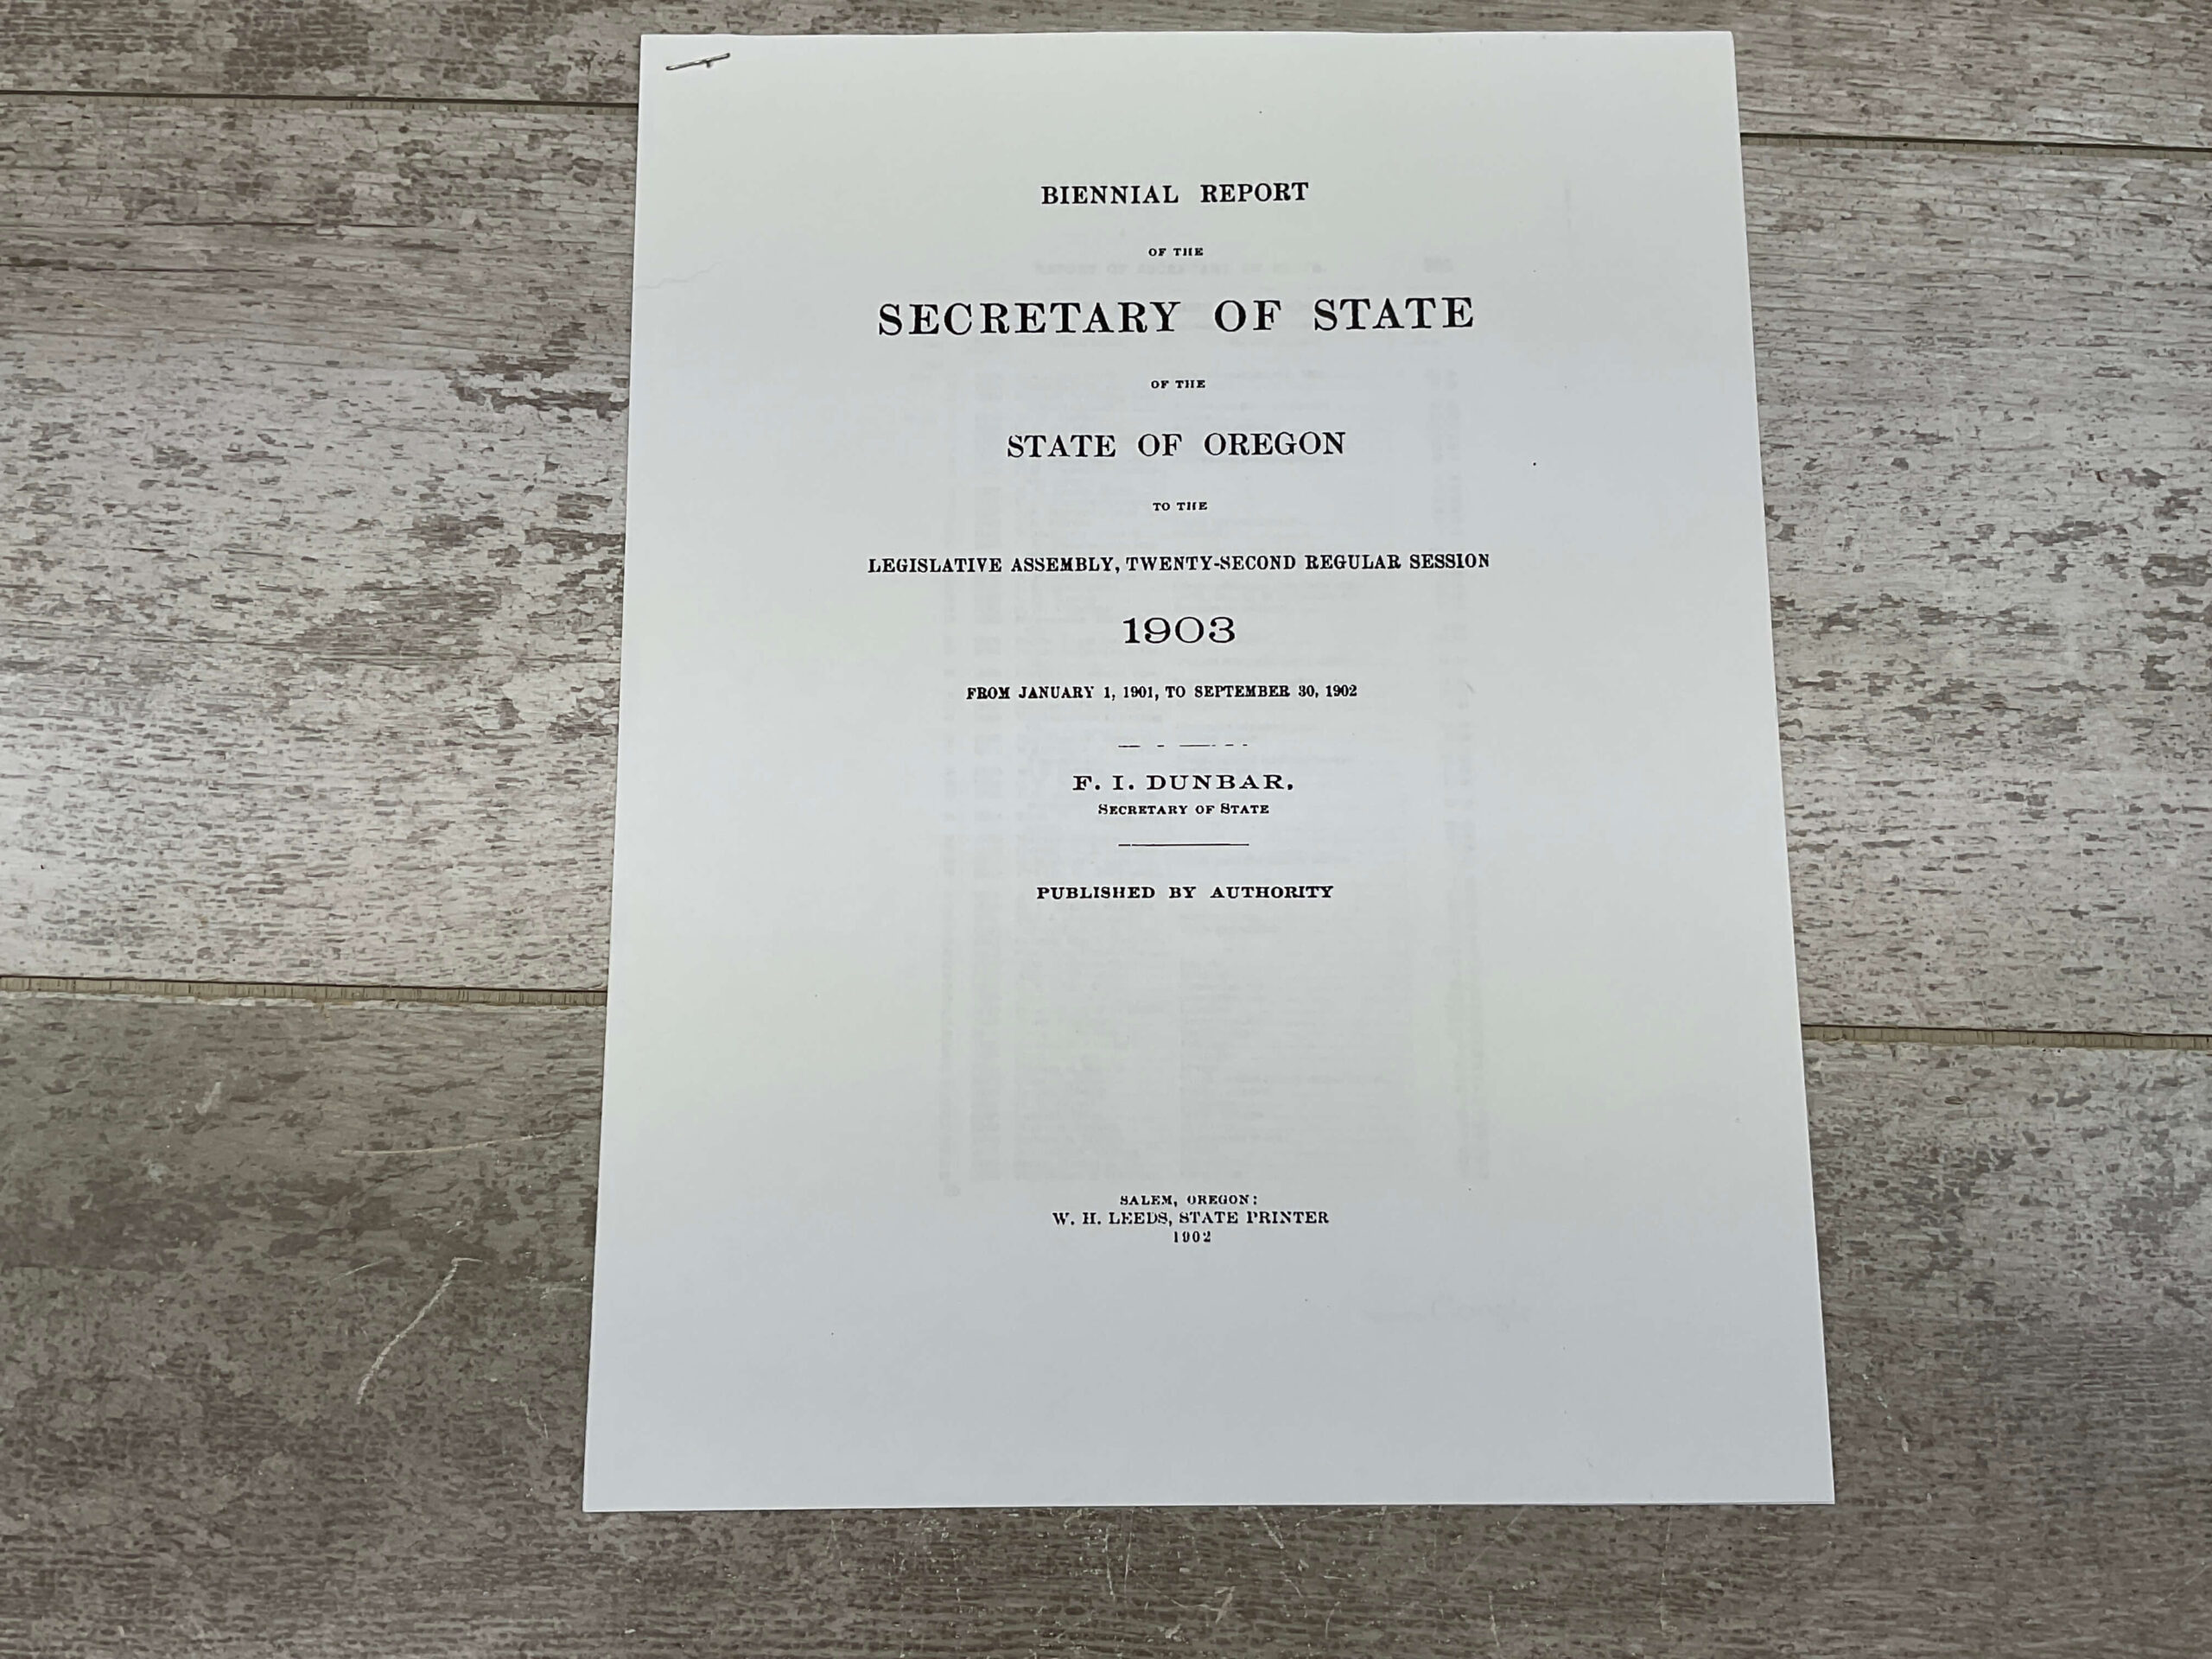 BIENNIAL REPORT
OF THE
SECRETARY OF STATE
OF THE
STATE OF OREGON
TO THE
LEGISLATIVE ASSEMBLY, TWENTY-SECOND REGULAR SESSION
1903
FROM JANUARY 1, 1901, TO SEPTEMBER 30, 1902
F. I. DUNBAR,
SECRETARY OF STATE
PUBLISHED BY AUTHORITY
SALEM, OREGON:
W. H. LEEDS, STATE PRINTER
1902